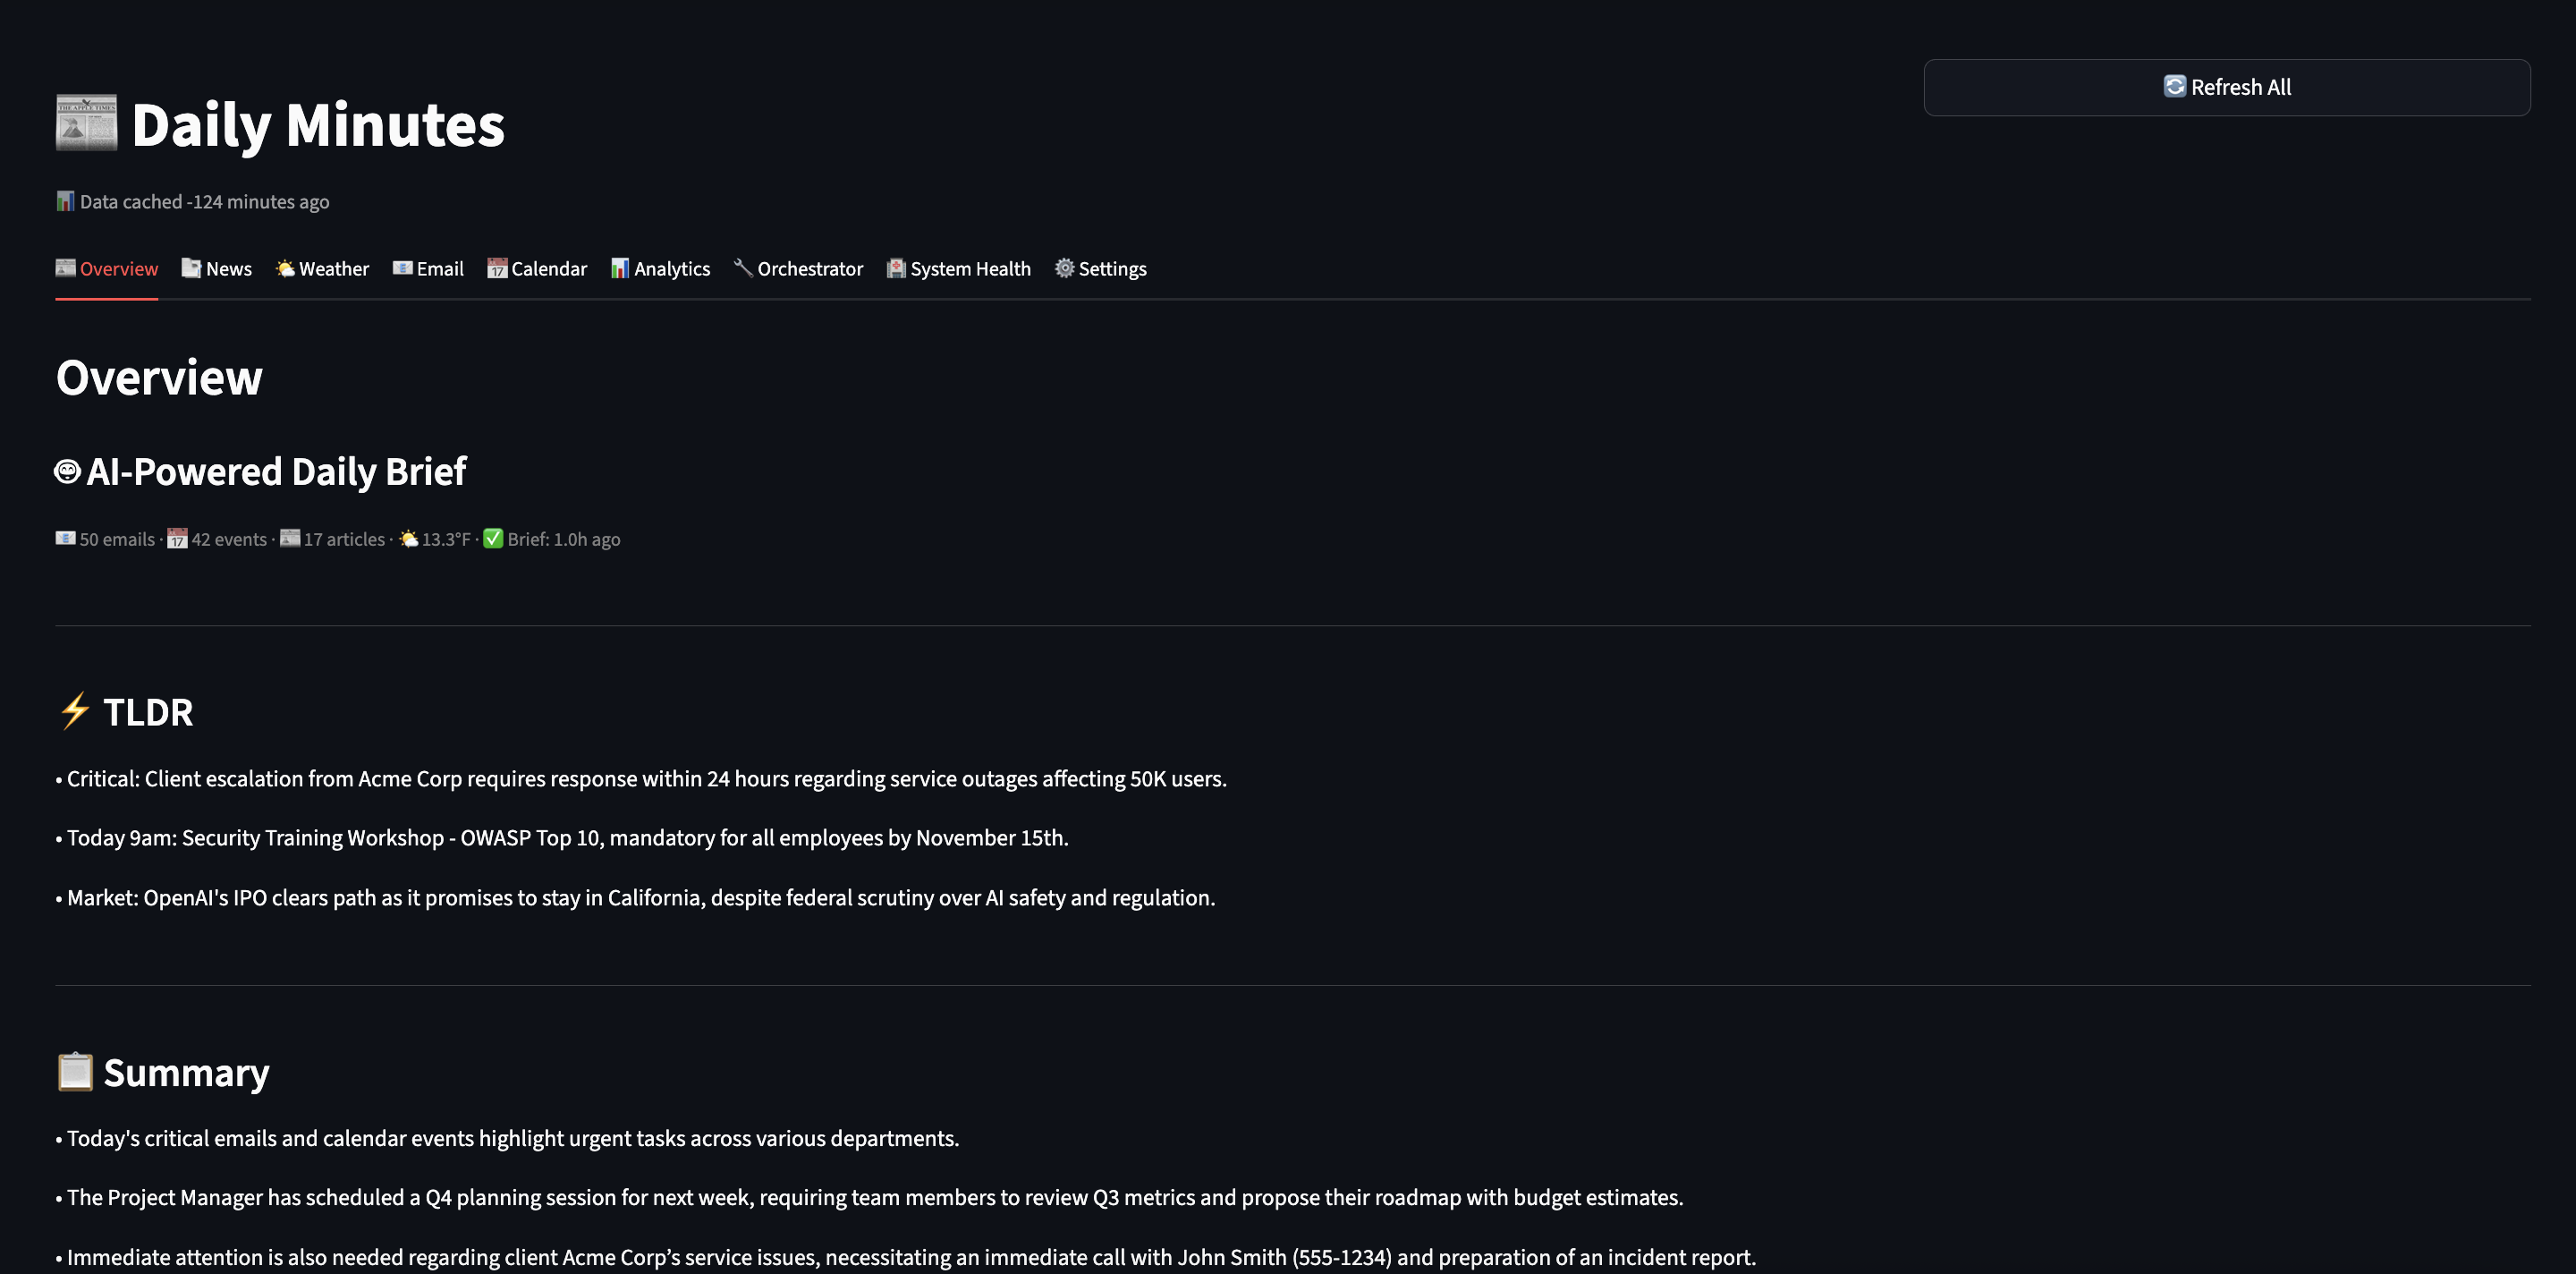 Refresh All
Daily Minutes
Data cached -124 minutes ago
Overview News Weather Email Calendar Analytics Orchestrator System Health Settings
Overview
AI-Powered Daily Brief
50 emails · 42 events · 17 articles · 13.3°F · Brief: 1.0h ago
TLDR
• Critical: Client escalation from Acme Corp requires response within 24 hours regarding service outages affecting 50K users.
• Today 9am: Security Training Workshop - OWASP Top 10, mandatory for all employees by November 15th.
• Market: OpenAI's IPO clears path as it promises to stay in California, despite federal scrutiny over AI safety and regulation.
Summary
• Today's critical emails and calendar events highlight urgent tasks across various departments.
• The Project Manager has scheduled a Q4 planning session for next week, requiring team members to review Q3 metrics and propose their roadmap with budget estimates.
• Immediate attention is also needed regarding client Acme Corp’s service issues, necessitating an immediate call with John Smith (555-1234) and preparation of an incident report.